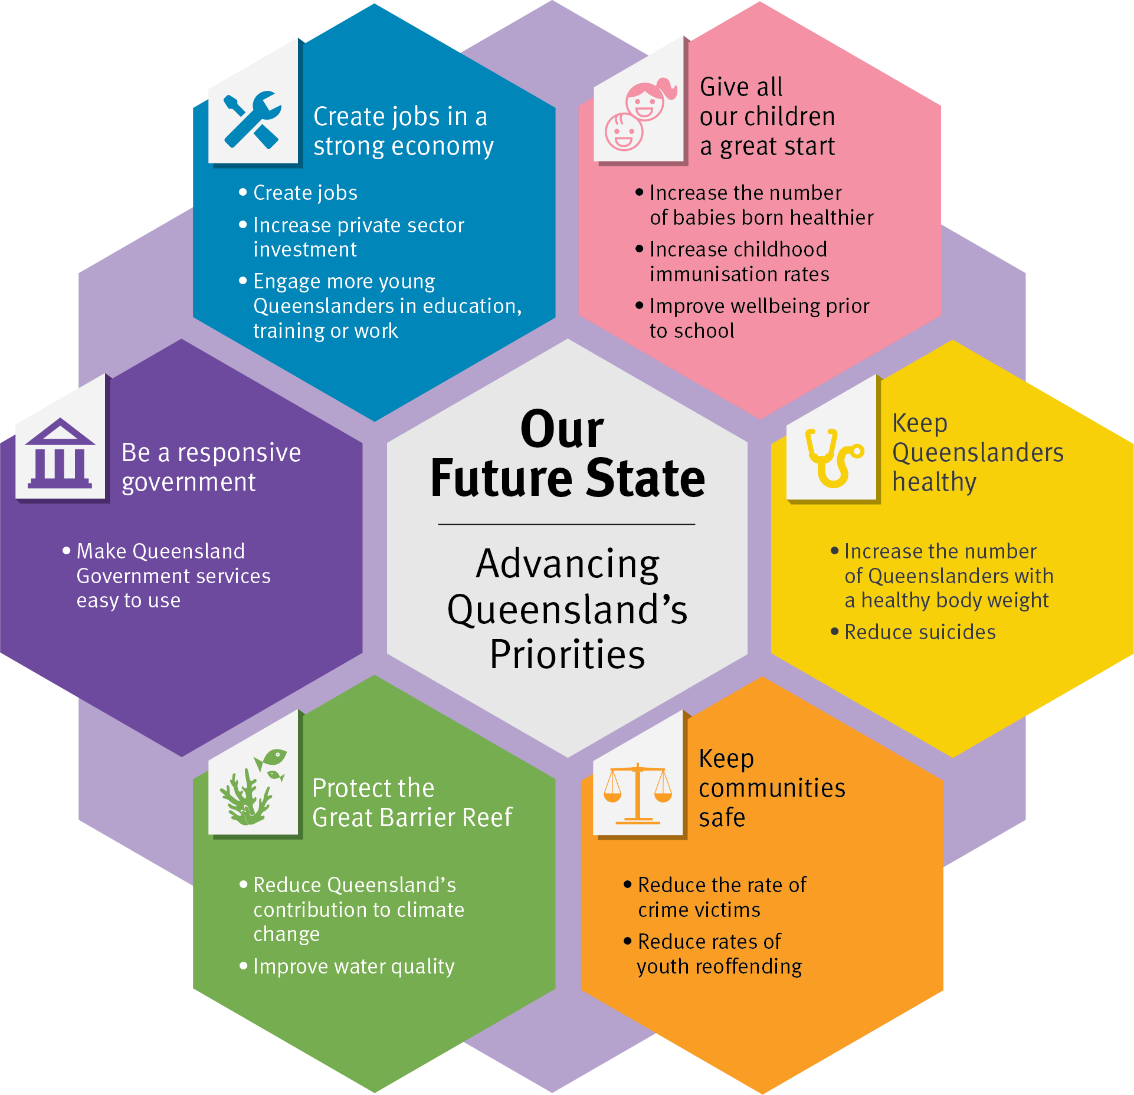 Create jobs in a
strong economy
• Create jobs
• Increase private sector
investment
• Engage more young
Queenslanders in education,
training or work
Give all
our children
a great start
• Increase the number
of babies born healthier
• Increase childhood
immunisation rates
• Improve wellbeing prior
to school
Be a responsive
government
• Make Queensland
Government services
easy to use
Our
Future State
Advancing
Queensland’s
Priorities
Keep
Queenslanders
healthy
• Increase the number
of Queenslanders with
a healthy body weight
• Reduce suicides
Protect the
Great Barrier Reef
• Reduce Queensland’s
contribution to climate
change
• Improve water quality
Keep
communities
safe
• Reduce the rate of
crime victims
• Reduce rates of
youth reoffending